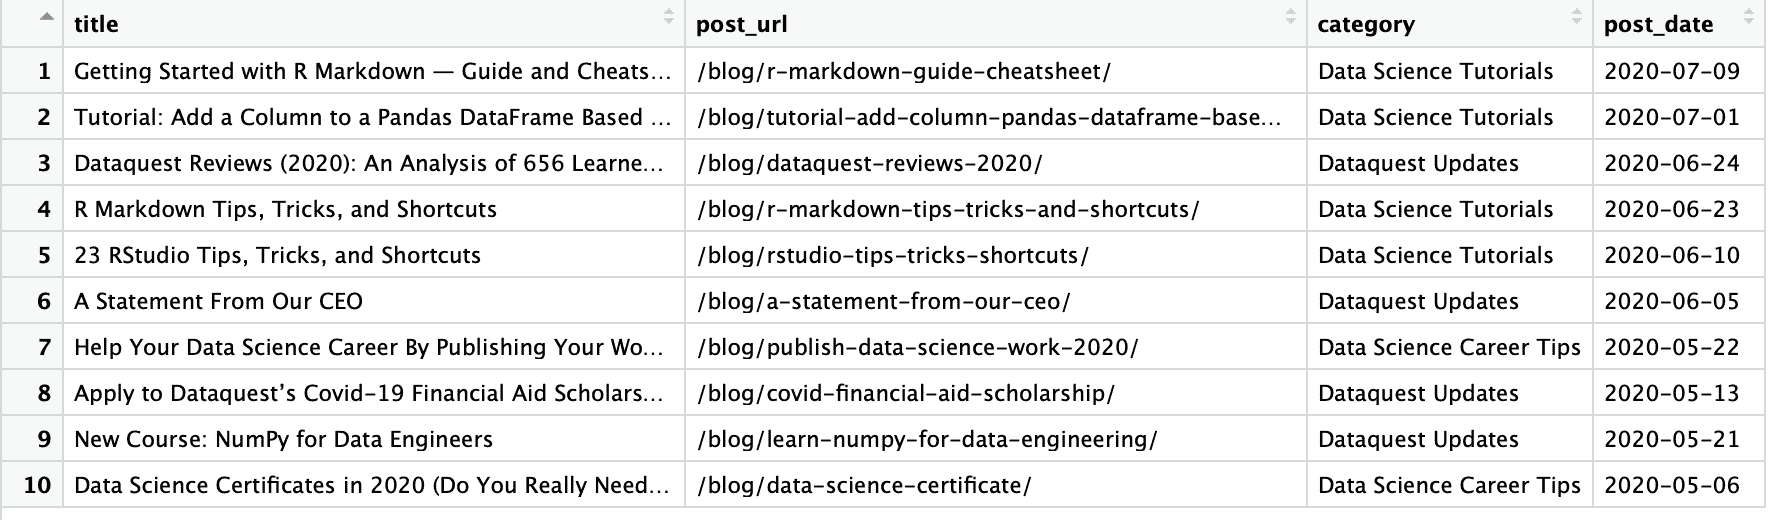 title post_url category post_date
1 Getting Started with R Markdown — Guide and Cheats... /blog/r-markdown-guide-cheatsheet/ Data Science Tutorials 2020-07-09
2 Tutorial: Add a Column to a Pandas DataFrame Based ... /blog/tutorial-add-column-pandas-dataframe-base... Data Science Tutorials 2020-07-01
3 Dataquest Reviews (2020): An Analysis of 656 Learne... /blog/dataquest-reviews-2020/ Dataquest Updates 2020-06-24
4 R Markdown Tips, Tricks, and Shortcuts /blog/r-markdown-tips-tricks-and-shortcuts/ Data Science Tutorials 2020-06-23
5 23 RStudio Tips, Tricks, and Shortcuts /blog/rstudio-tips-tricks-shortcuts/ Data Science Tutorials 2020-06-10
6 A Statement From Our CEO /blog/a-statement-from-our-ceo/ Dataquest Updates 2020-06-05
7 Help Your Data Science Career By Publishing Your Wo... /blog/publish-data-science-work-2020/ Data Science Career Tips 2020-05-22
8 Apply to Dataquest’s Covid-19 Financial Aid Scholars... /blog/covid-financial-aid-scholarship/ Dataquest Updates 2020-05-13
9 New Course: NumPy for Data Engineers /blog/learn-numpy-for-data-engineering/ Dataquest Updates 2020-05-21
10 Data Science Certificates in 2020 (Do You Really Need... /blog/data-science-certificate/ Data Science Career Tips 2020-05-06